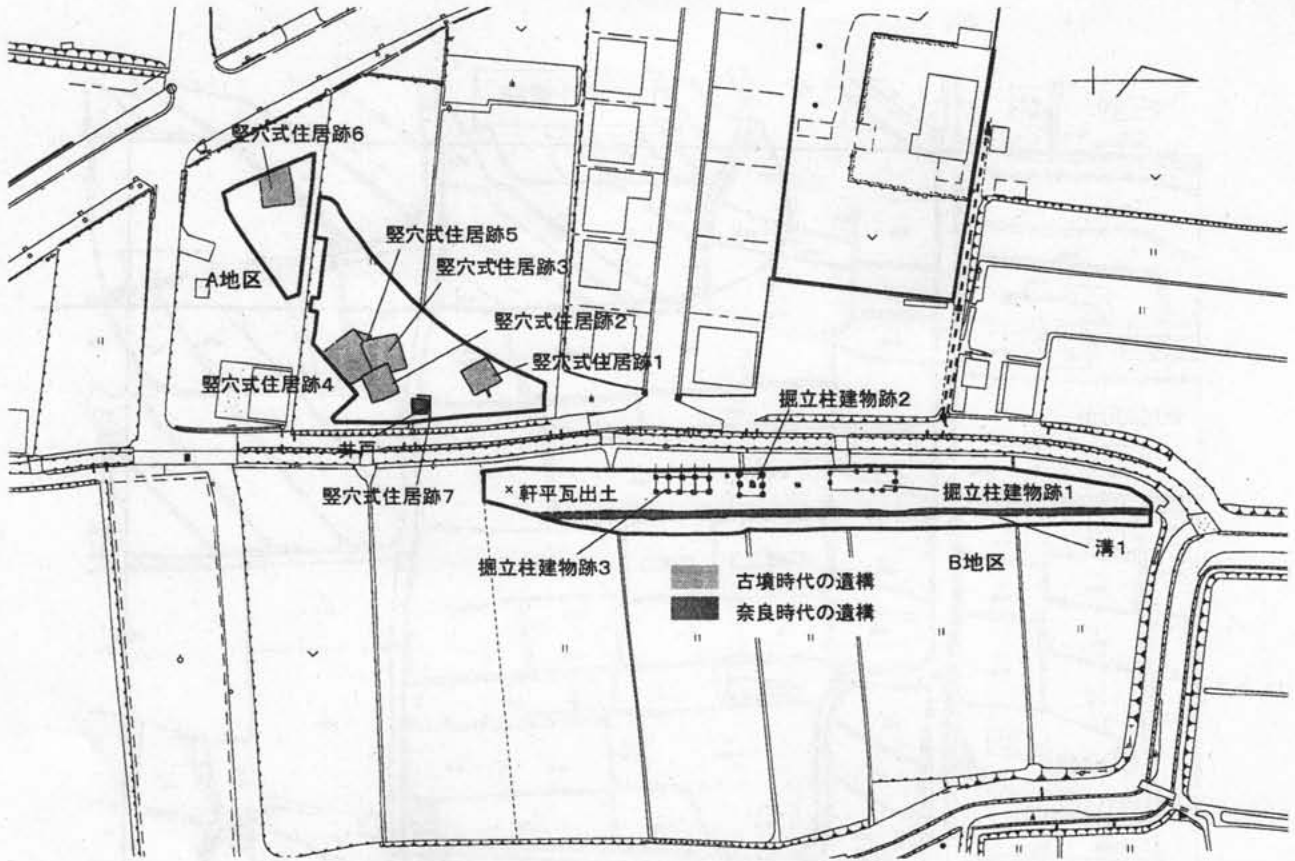 竪穴式住居跡6
竪穴式住居跡5
竪穴式住居跡3
A地区
竪穴式住居跡2
竪穴式住居跡1
竪穴式住居跡4
掘立柱建物跡2
井戸
竪穴式住居跡7
×軒平瓦出土
掘立柱建物跡1
掘立柱建物跡3
B地区
溝1
古墳時代の遺構
奈良時代の遺構